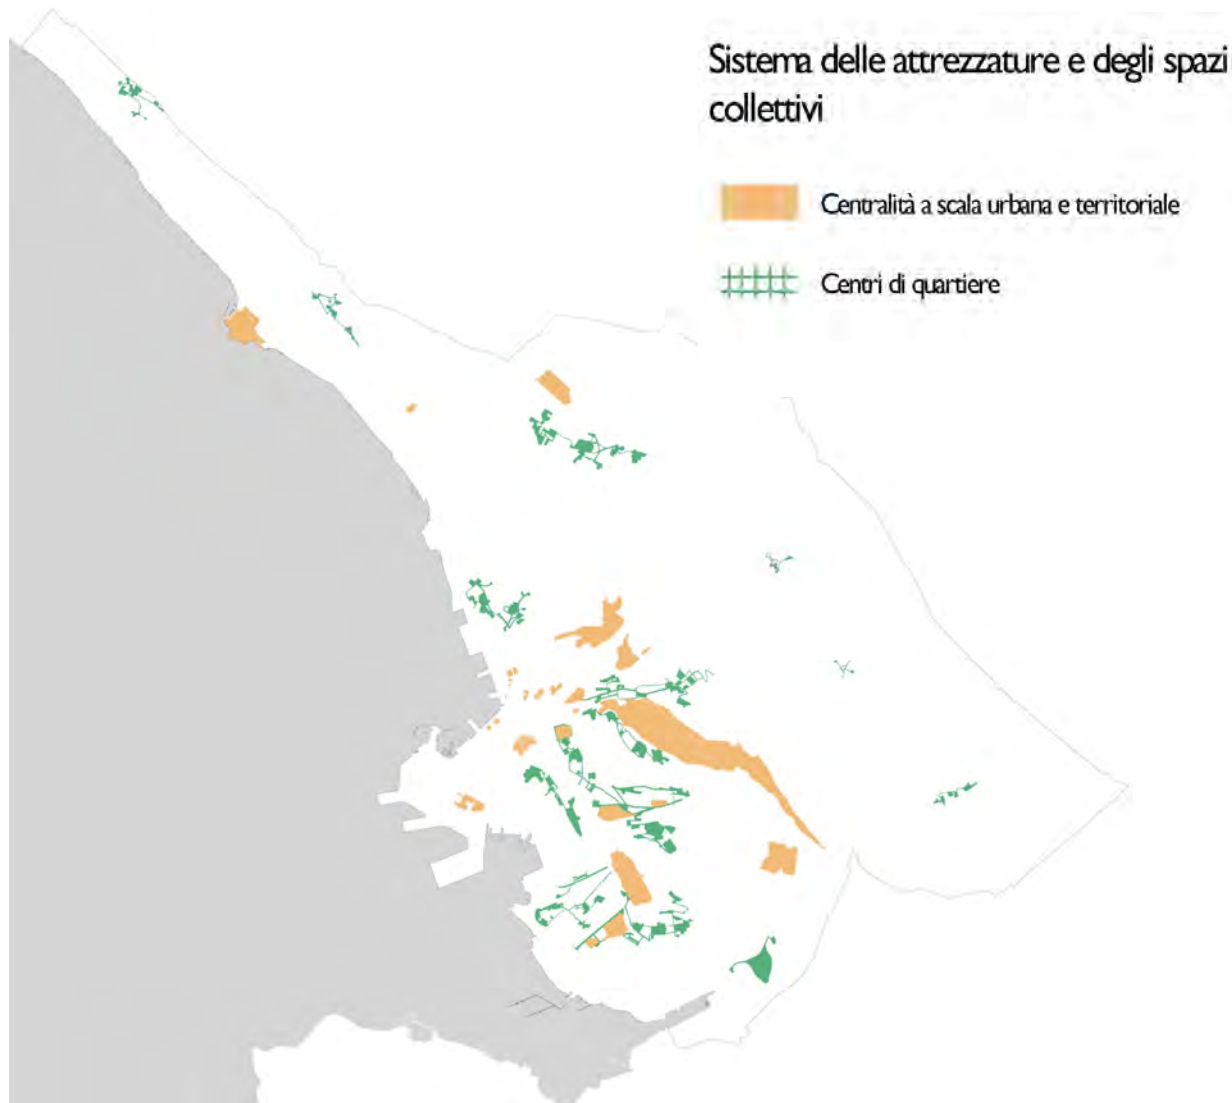 Sistema delle attrezzature e degli spazi
collettivi
Centralità a scala urbana e territoriale
Centri di quartiere